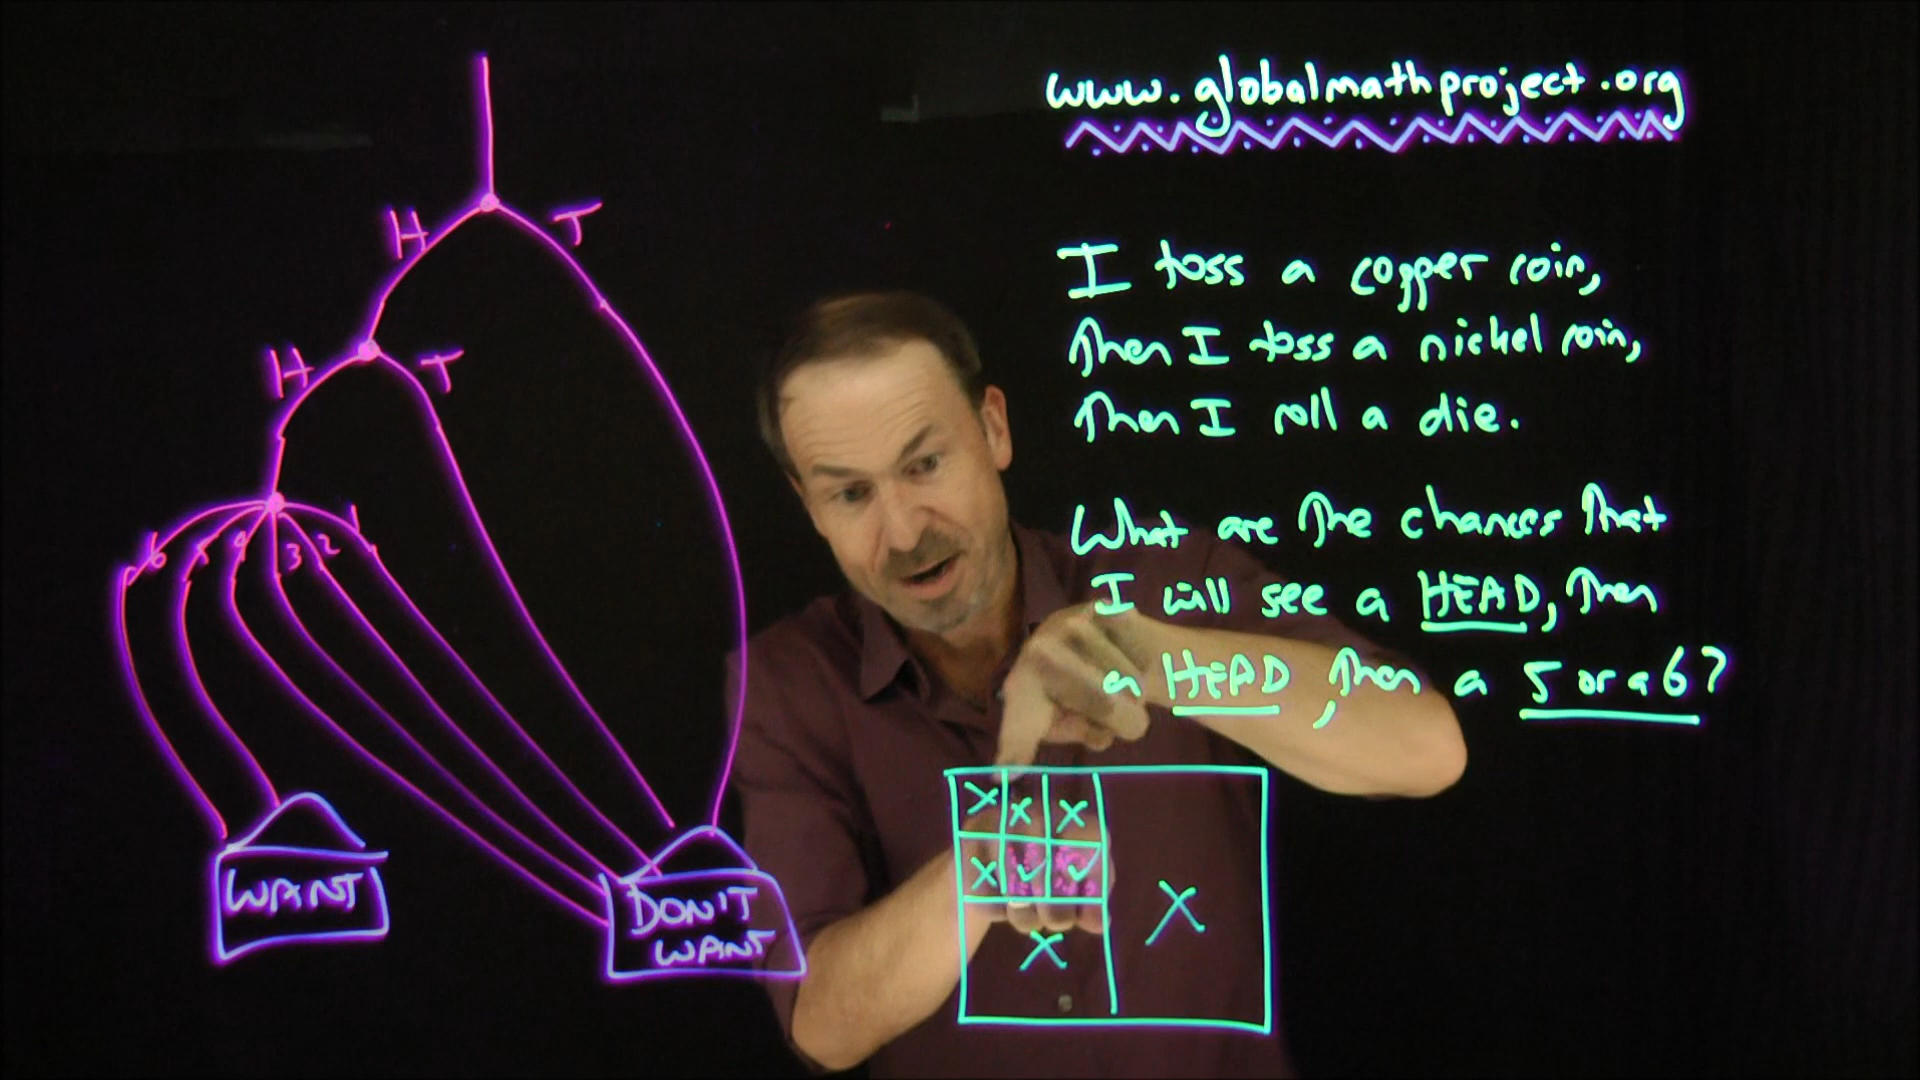 www.globalmathproject.org
I toss a copper coin,
Then I toss a nickel coin,
Then I roll a die.
What are the chances that
I will see a HEAD, then
a HEAD, then a 5 or a 6?
H T
H T
6 5 4 3 2 1
WANT
DON'T
WANT
X X X
X ✓ ✓
X
X